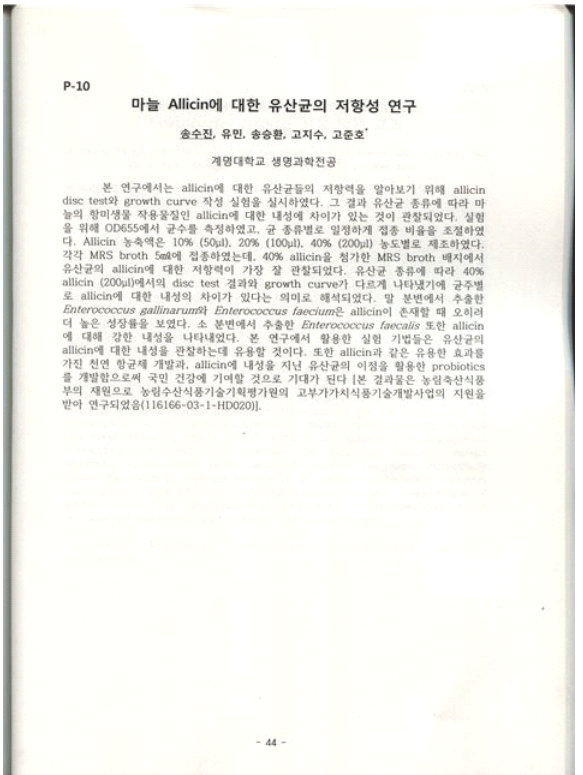 P-10
마늘 Allicin에 대한 유산균의 저항성 연구
송수진, 유민, 송승환, 고지수, 고준호*
계명대학교 생명과학전공
본 연구에서는 allicin에 대한 유산균들의 저항력을 알아보기 위해 allicin
disc test와 growth curve 작성 실험을 실시하였다. 그 결과 유산균 종류에 따라 마
늘의 항미생물 작용물질인 allicin에 대한 내성에 차이가 있는 것이 관찰되었다. 실험
을 위해 OD655에서 균수를 측정하였고, 균 종류별로 일정하게 접종 비율을 조절하였
다. Allicin 농축액은 10% (50μl), 20% (100μl), 40% (200μl) 농도별로 제조하였다.
각각 MRS broth 5㎖에 접종하였는데, 40% allicin을 첨가한 MRS broth 배지에서
유산균의 allicin에 대한 저항력이 가장 잘 관찰되었다. 유산균 종류에 따라 40%
allicin (200μl)에서의 disc test 결과와 growth curve가 다르게 나타났기에 균주별
로 allicin에 대한 내성의 차이가 있다는 의미로 해석되었다. 말 분변에서 추출한
Enterococcus gallinarum와 Enterococcus faecium은 allicin이 존재할 때 오히려
더 높은 성장률을 보였다. 소 분변에서 추출한 Enterococcus faecalis 또한 allicin
에 대해 강한 내성을 나타내었다. 본 연구에서 활용한 실험 기법들은 유산균의
allicin에 대한 내성을 관찰하는데 유용할 것이다. 또한 allicin과 같은 유용한 효과를
가진 천연 항균제 개발과, allicin에 내성을 지닌 유산균의 이점을 활용한 probiotics
를 개발함으로써 국민 건강에 기여할 것으로 기대가 된다 [본 결과물은 농림축산식품
부의 재원으로 농림수산식품기술기획평가원의 고부가가치식품기술개발사업의 지원을
받아 연구되었음(116166-03-1-HD020)].
- 44 -